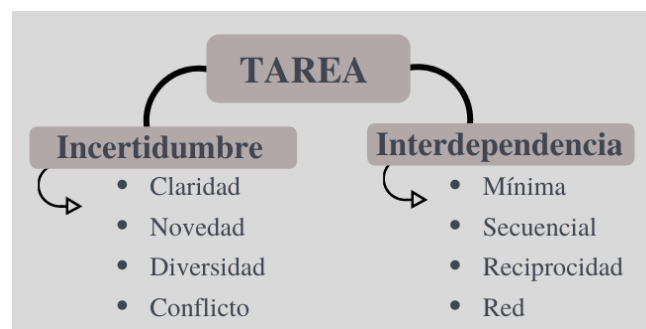 TAREA
Incertidumbre
• Claridad
• Novedad
• Diversidad
• Conflicto
Interdependencia
• Mínima
• Secuencial
• Reciprocidad
• Red